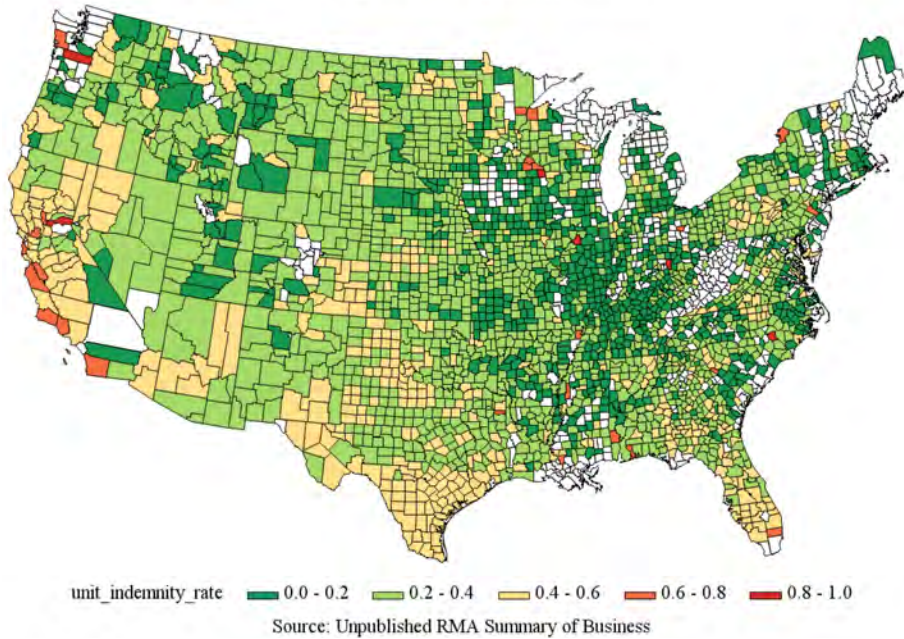 unit_indemnity_rate 0.0 - 0.2 0.2 - 0.4 0.4 - 0.6 0.6 - 0.8 0.8 - 1.0
Source: Unpublished RMA Summary of Business